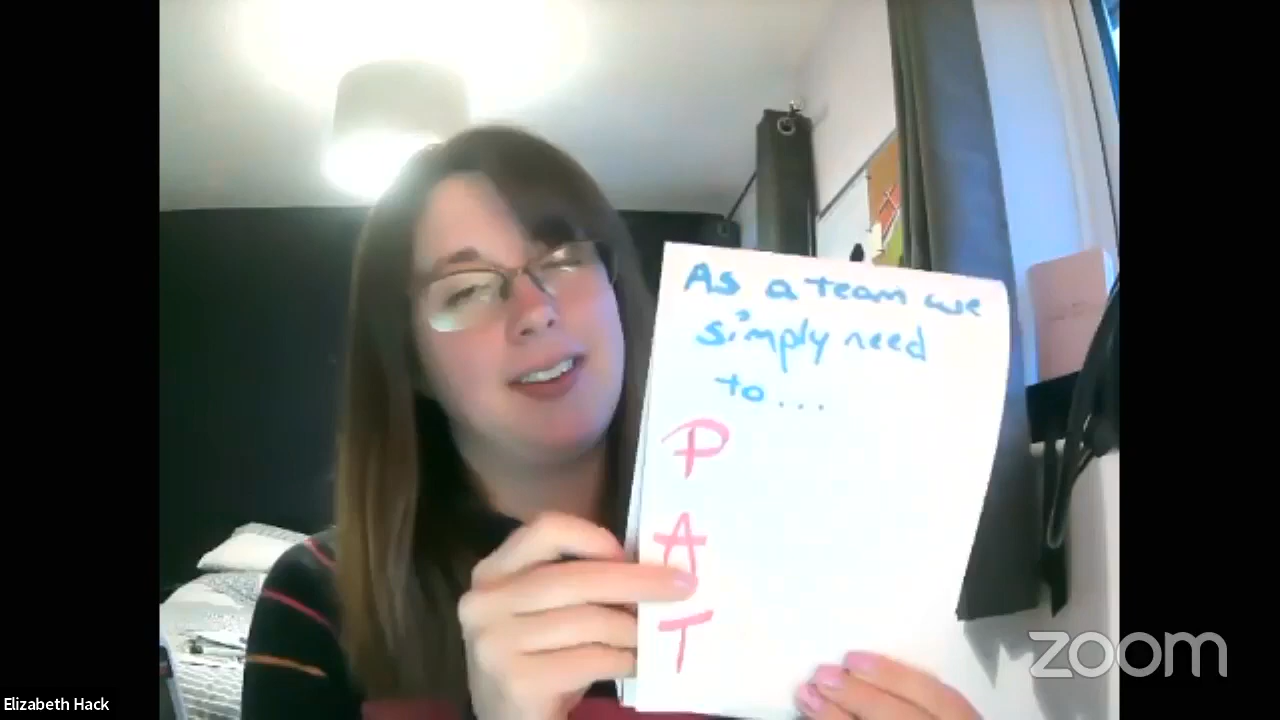 As a team we
simply need
to...
P
A
T
Elizabeth Hack
zoom